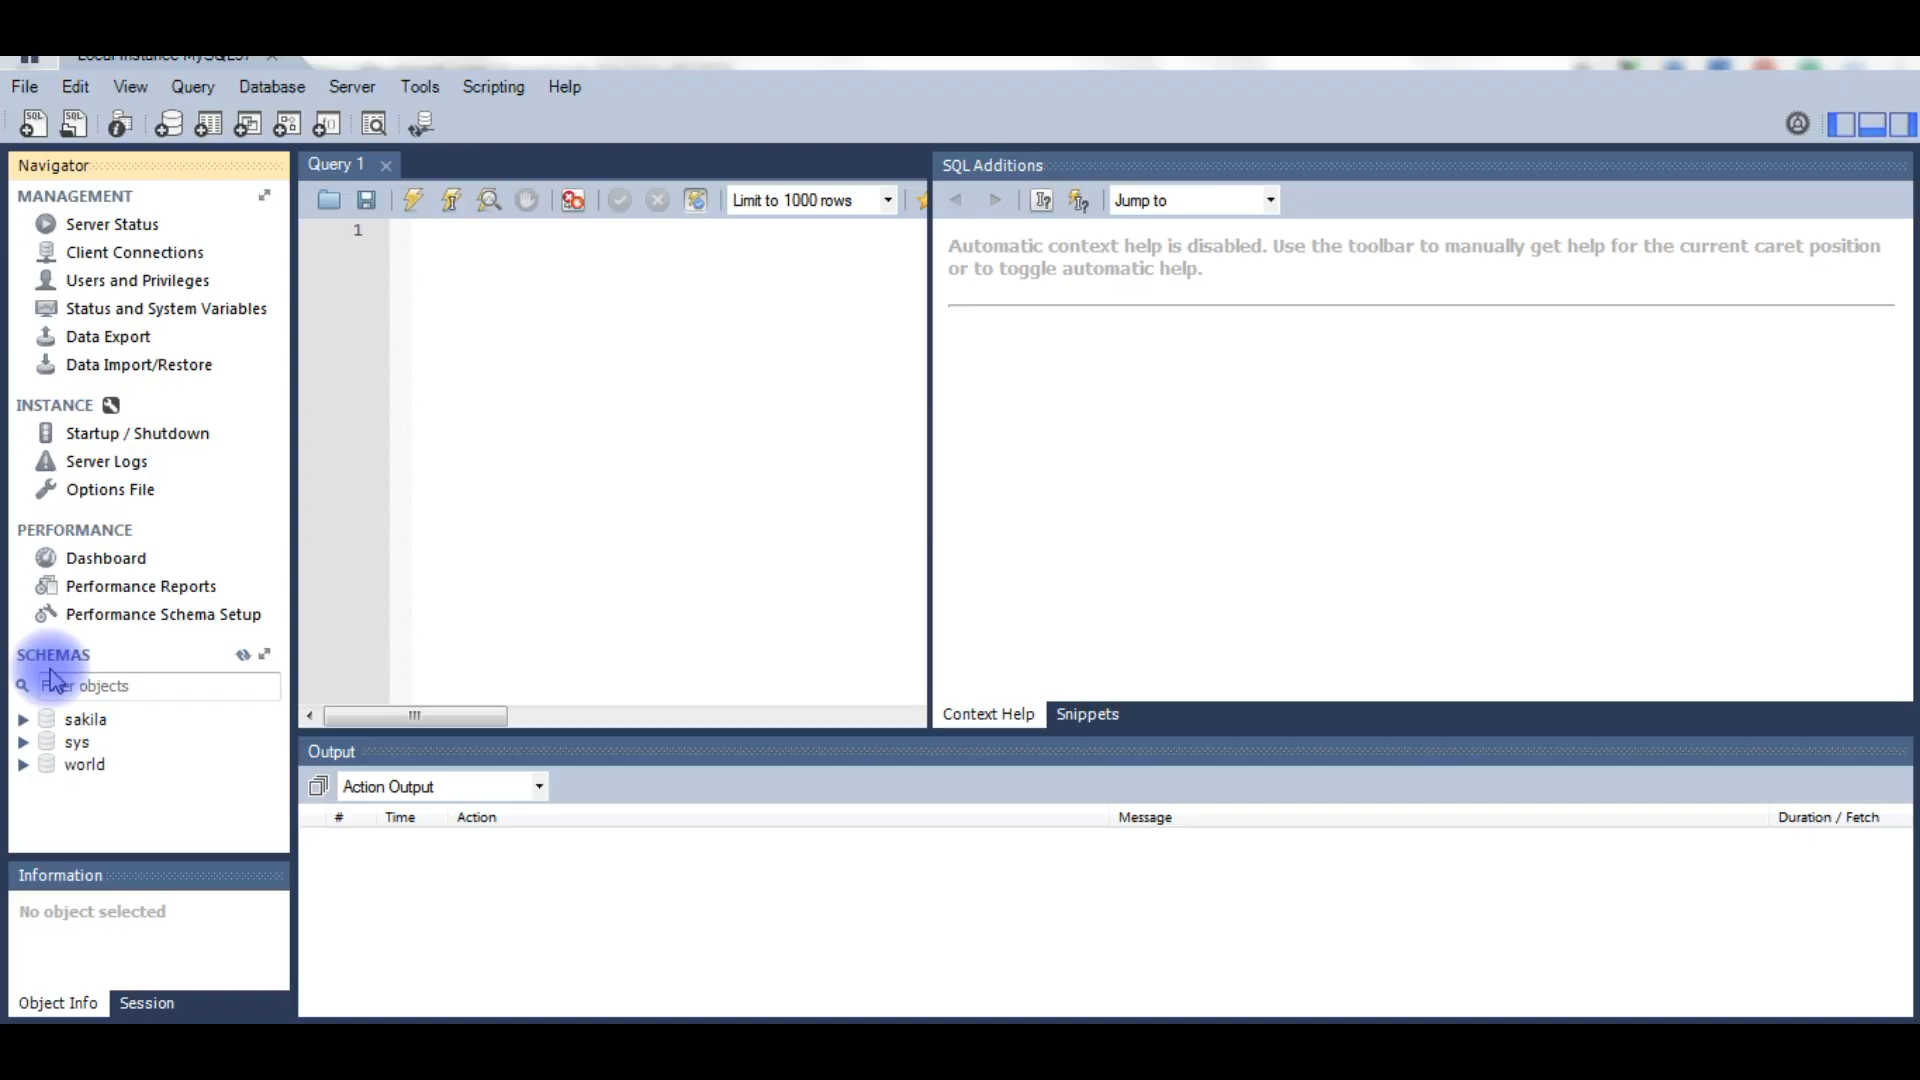 Local instance MySQL57
File Edit View Query Database Server Tools Scripting Help
Navigator
MANAGEMENT
Server Status
Client Connections
Users and Privileges
Status and System Variables
Data Export
Data Import/Restore
INSTANCE
Startup / Shutdown
Server Logs
Options File
PERFORMANCE
Dashboard
Performance Reports
Performance Schema Setup
SCHEMAS
Filter objects
sakila
sys
world
Information
No object selected
Object Info Session
Query 1
Limit to 1000 rows
1
SQL Additions
Jump to
Automatic context help is disabled. Use the toolbar to manually get help for the current caret position
or to toggle automatic help.
Context Help Snippets
Output
Action Output
# Time Action Message Duration / Fetch